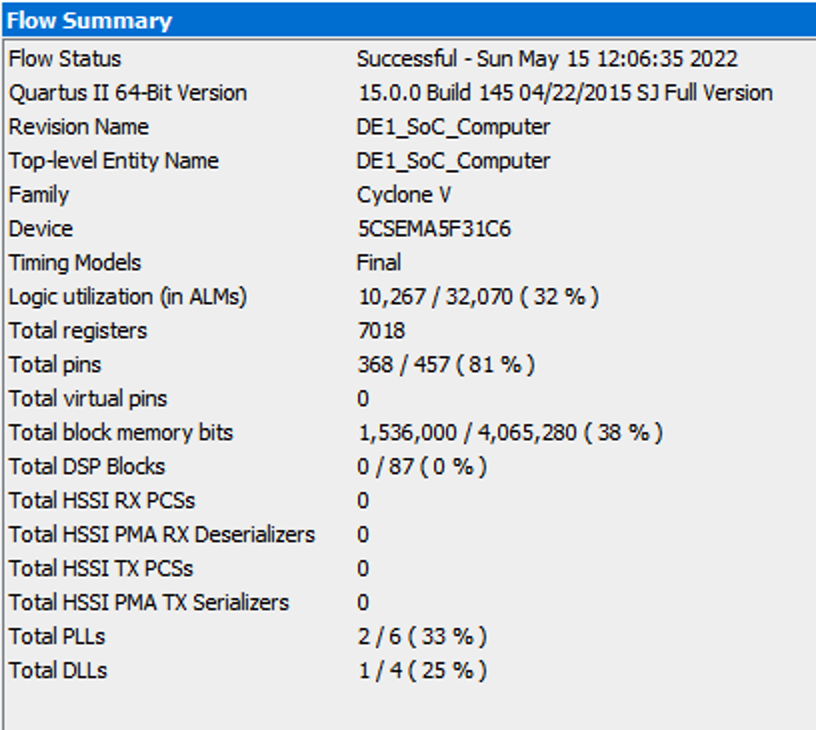 Flow Summary
Flow Status Successful - Sun May 15 12:06:35 2022
Quartus II 64-Bit Version 15.0.0 Build 145 04/22/2015 SJ Full Version
Revision Name DE1_SoC_Computer
Top-level Entity Name DE1_SoC_Computer
Family Cyclone V
Device 5CSEMA5F31C6
Timing Models Final
Logic utilization (in ALMs) 10,267 / 32,070 ( 32 % )
Total registers 7018
Total pins 368 / 457 ( 81 % )
Total virtual pins 0
Total block memory bits 1,536,000 / 4,065,280 ( 38 % )
Total DSP Blocks 0 / 87 ( 0 % )
Total HSSI RX PCSs 0
Total HSSI PMA RX Deserializers 0
Total HSSI TX PCSs 0
Total HSSI PMA TX Serializers 0
Total PLLs 2 / 6 ( 33 % )
Total DLLs 1 / 4 ( 25 % )